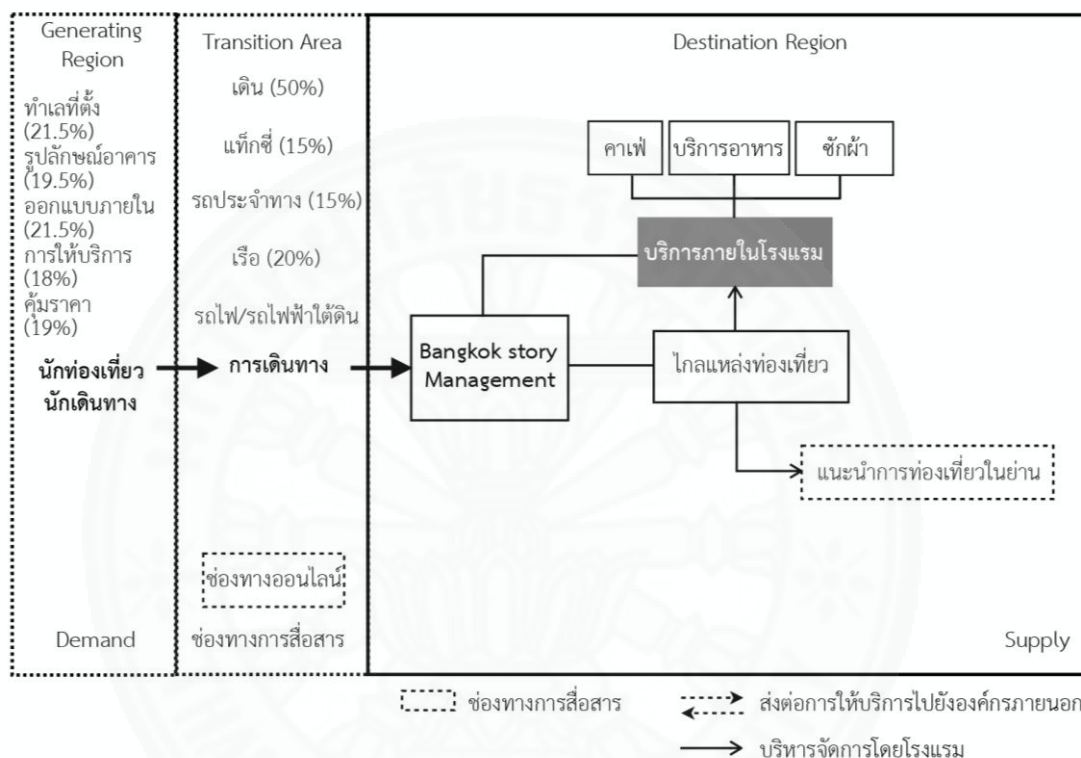 Generating
Region
ทำเลที่ตั้ง
(21.5%)
รูปลักษณ์อาคาร
(19.5%)
ออกแบบภายใน
(21.5%)
การให้บริการ
(18%)
คุ้มราคา
(19%)
นักท่องเที่ยว
นักเดินทาง
Demand
Transition Area
เดิน (50%)
แท็กซี่ (15%)
รถประจำทาง (15%)
เรือ (20%)
รถไฟ/รถไฟฟ้าใต้ดิน
การเดินทาง
ช่องทางออนไลน์
ช่องทางการสื่อสาร
Destination Region
คาเฟ่
บริการอาหาร
ซักผ้า
บริการภายในโรงแรม
Bangkok story
Management
ไกลแหล่งท่องเที่ยว
แนะนำการท่องเที่ยวในย่าน
Supply
ช่องทางการสื่อสาร
ส่งต่อการให้บริการไปยังองค์กรภายนอก
บริหารจัดการโดยโรงแรม